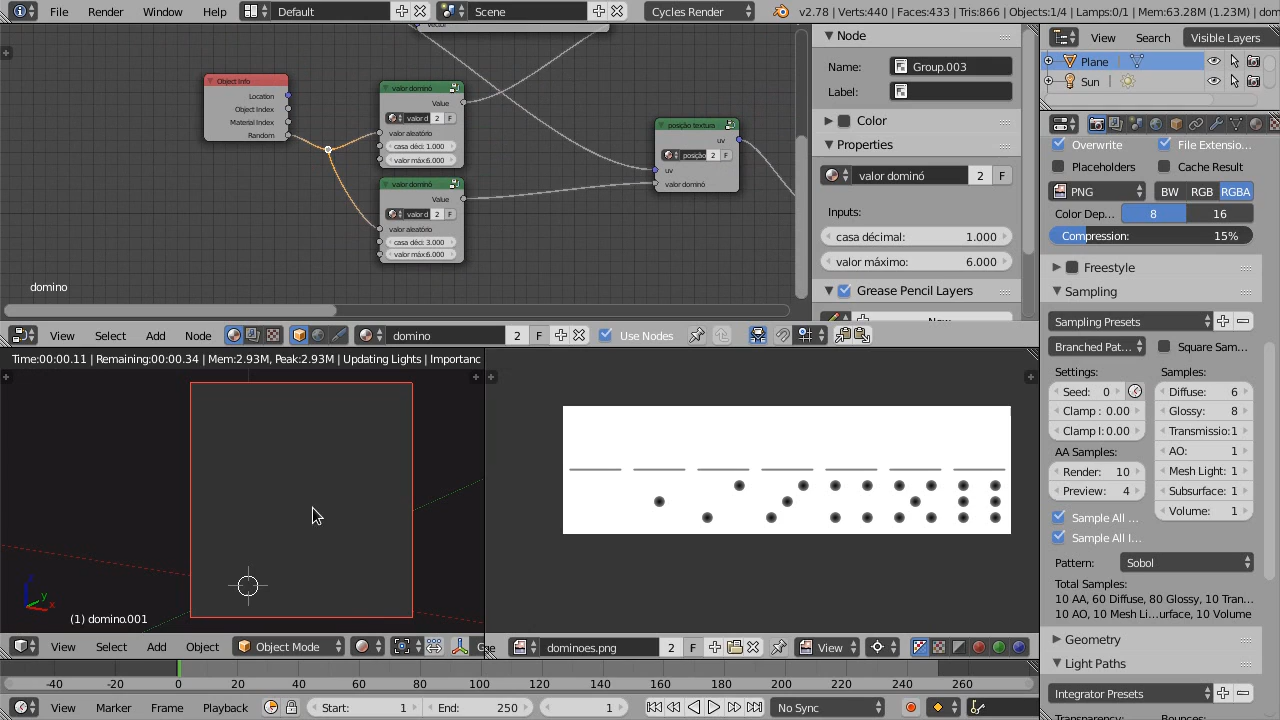 File Render Window Help Default Scene Cycles Render v2.78 | Verts:440 | Faces:433 | Tris:866 | Objects:1/4 | Lamps:0/1 | Mem:63.28M (1.23M) | dom
Object Info
Location
Object Index
Material Index
Random
valor dominó
Value
valor d 2 F
valor aleatório
casa déci: 1.000
valor máx:6.000
valor dominó
Value
valor d 2 F
valor aleatório
casa déci: 3.000
valor máx:6.000
posição textura
uv
posição 2 F
uv
valor dominó
domino
Node
Name: Group.003
Label:
Color
Properties
valor dominó 2 F
Inputs:
casa décimal: 1.000
valor máximo: 6.000
Grease Pencil Layers
View Search Visible Layers
Plane
Sun
Overwrite File Extensio...
Placeholders Cache Result
PNG BW RGB RGBA
Color Dep... 8 16
Compression: 15%
Freestyle
Sampling
Sampling Presets
Branched Pat... Square Sam...
Settings: Samples:
Seed: 0 Diffuse: 6
Clamp : 0.00 Glossy: 8
Clamp I: 0.00 Transmissio:1
AA Samples: AO: 1
Render: 10 Mesh Light: 1
Preview: 4 Subsurface: 1
Sample All ... Volume: 1
Sample All I...
Pattern: Sobol
Total Samples:
10 AA, 60 Diffuse, 80 Glossy, 10 Tran...
10 AO, 10 Mesh Li...urface, 10 Volume
Geometry
Light Paths
Integrator Presets
View Select Add Node domino 2 F Use Nodes
Time:00:00.11 | Remaining:00:00.34 | Mem:2.93M, Peak:2.93M | Updating Lights | Importanc
z
y
x
(1) domino.001
View Select Add Object Object Mode
dominoes.png 2 F View
-40 -20 0 20 40 60 80 100 120 140 160 180 200 220 240 260
View Marker Frame Playback Start: 1 End: 250 1 No Sync